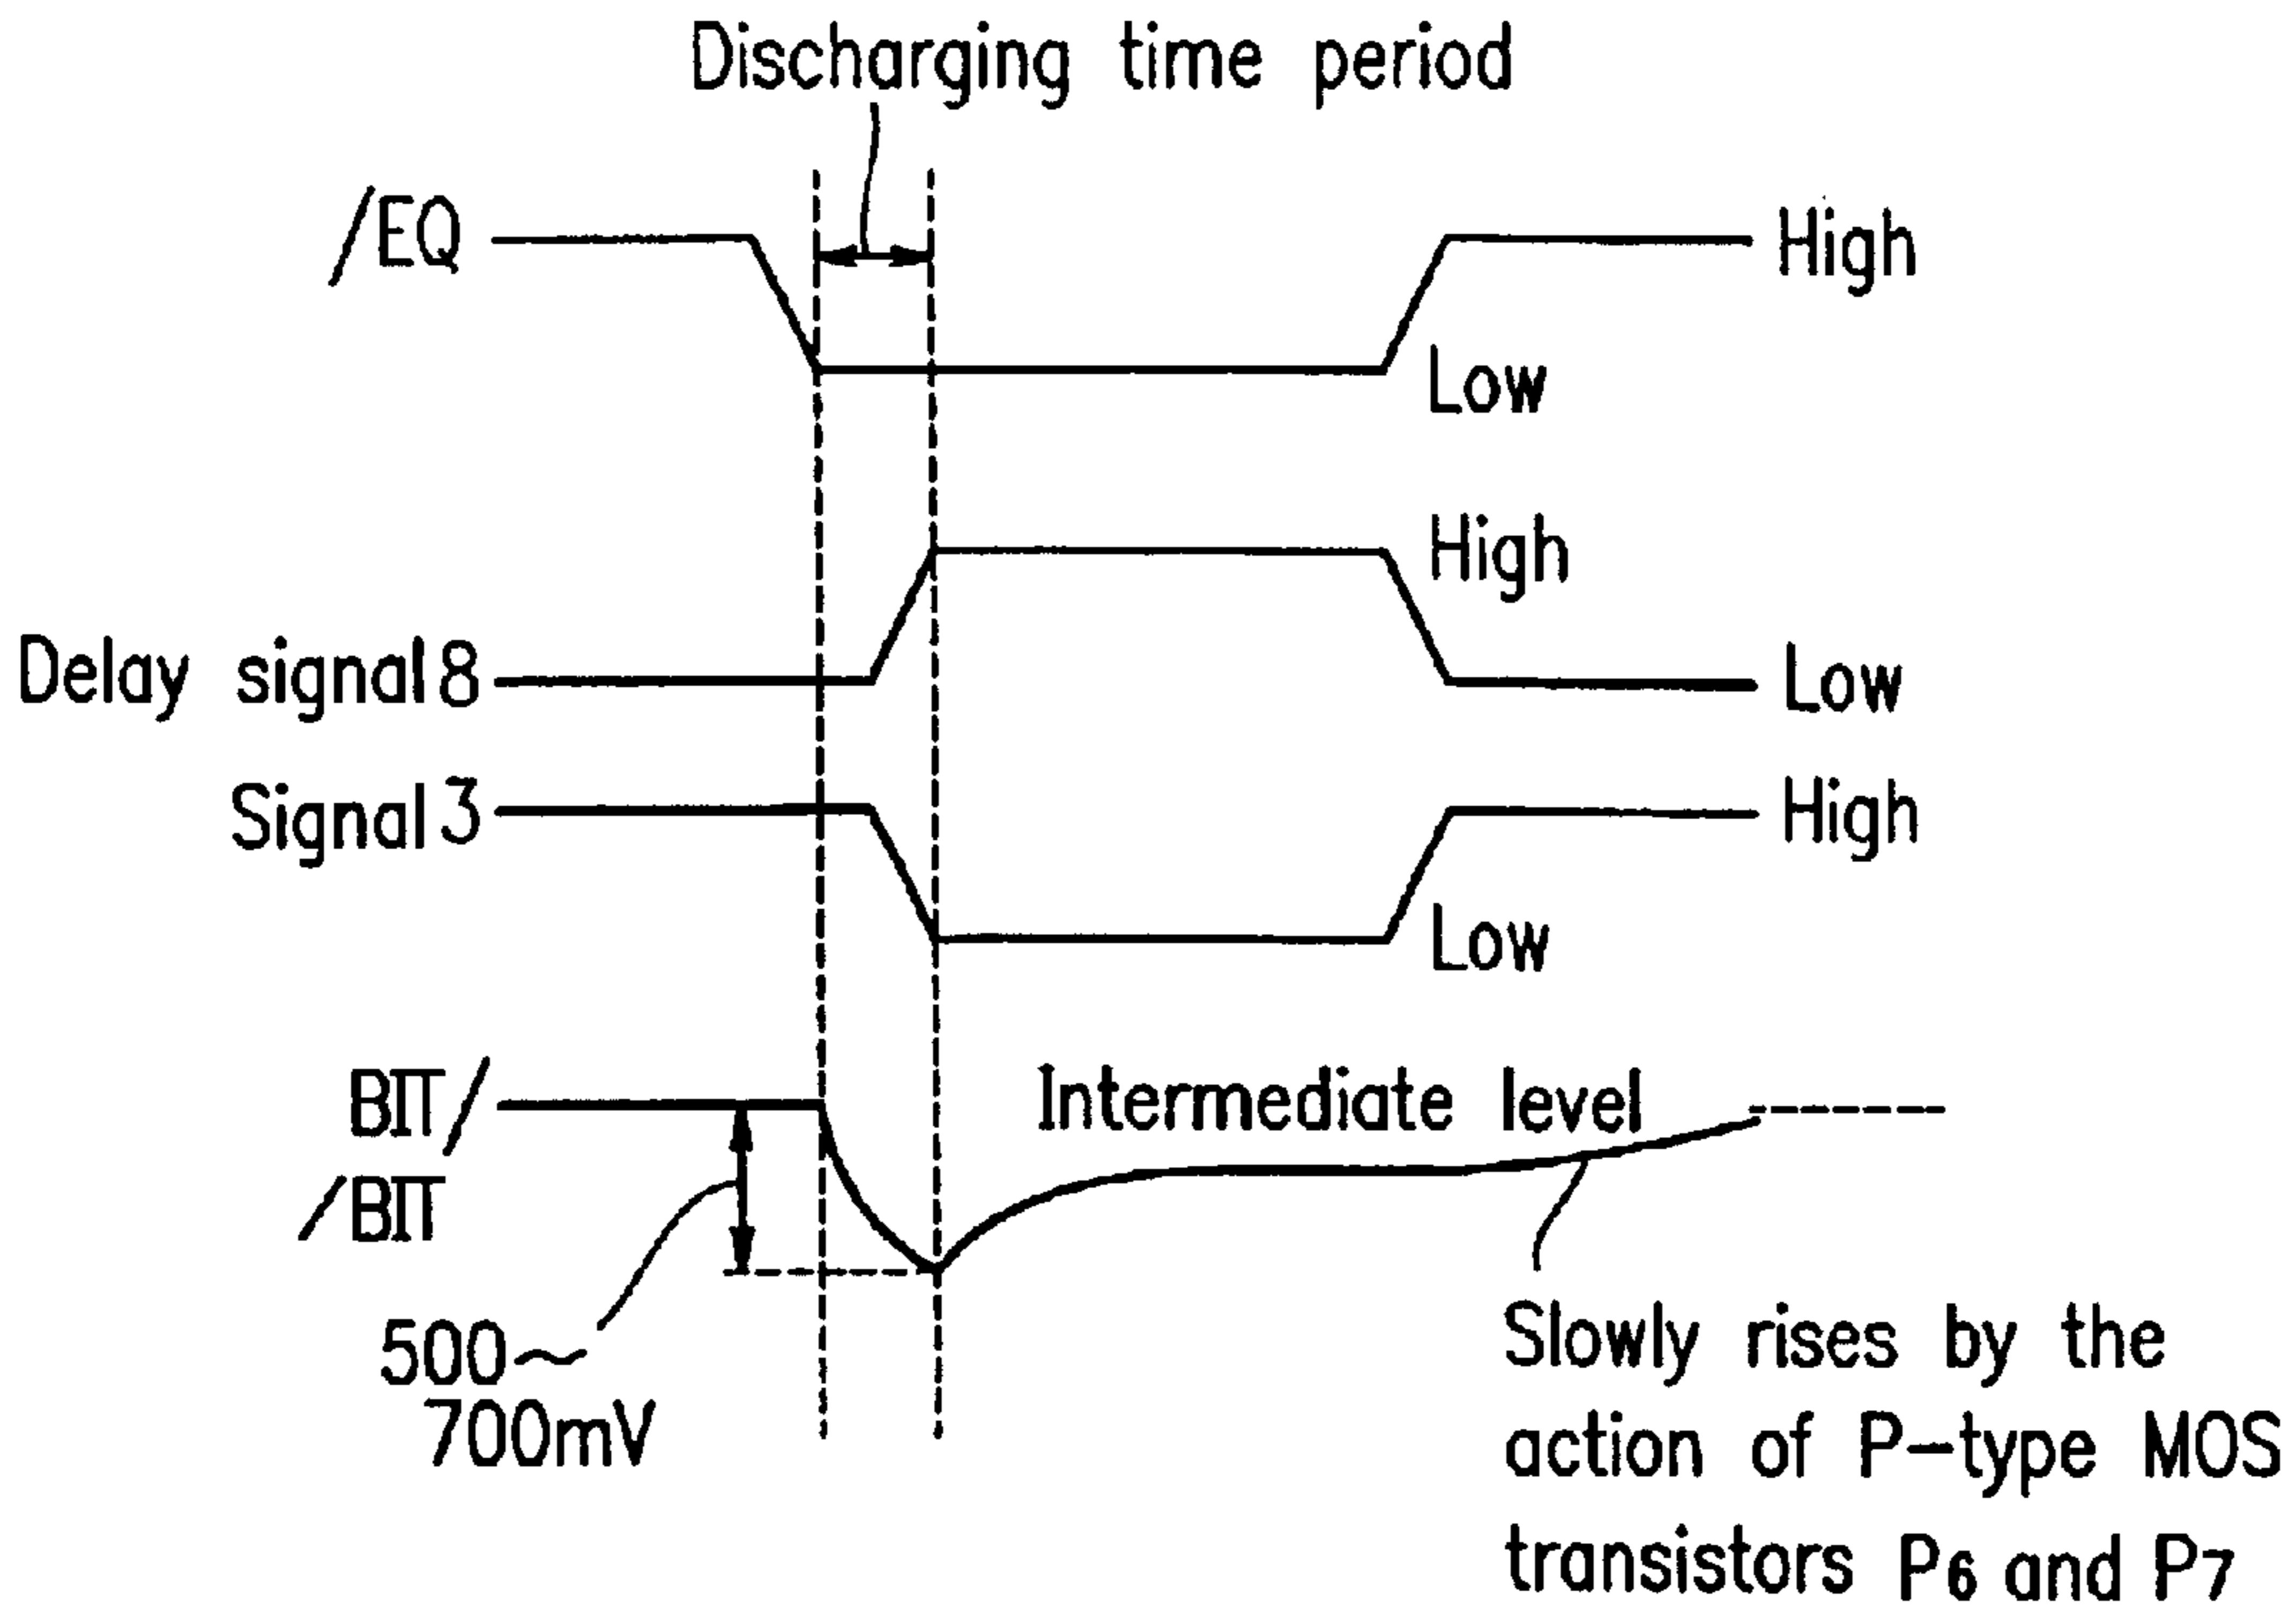 Discharging time period
/EQ
High
Low
High
Delay signal 8
Low
Signal 3
High
Low
BIT/
/BIT
Intermediate level
500~
700mV
Slowly rises by the
action of P-type MOS
transistors P6 and P7